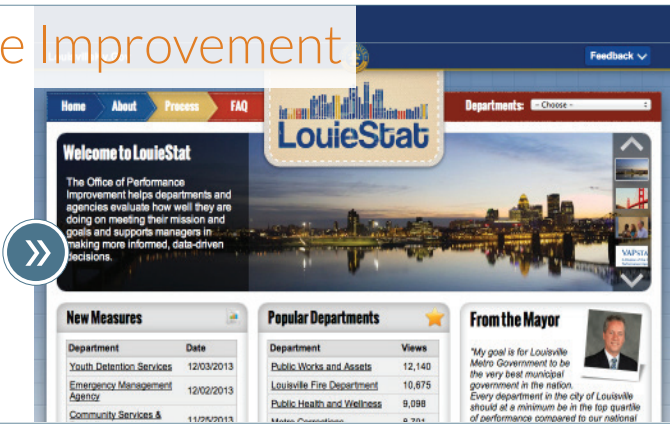 e Improvement
Feedback
Home About Process FAQ
LouieStat
Departments: - Choose -
Welcome to LouieStat
The Office of Performance
Improvement helps departments and
agencies evaluate how well they are
doing on meeting their mission and
goals and supports managers in
making more informed, data-driven
decisions.
New Measures
Department Date
Youth Detention Services 12/03/2013
Emergency Management
Agency 12/02/2013
Community Services & 11/25/2013
Popular Departments
Department Views
Public Works and Assets 12,140
Louisville Fire Department 10,675
Public Health and Wellness 9,098
Metro Corrections 8,791
From the Mayor
"My goal is for Louisville
Metro Government to be
the very best municipal
government in the nation.
Every department in the city of Louisville
should at a minimum be in the top quartile
of performance compared to our national